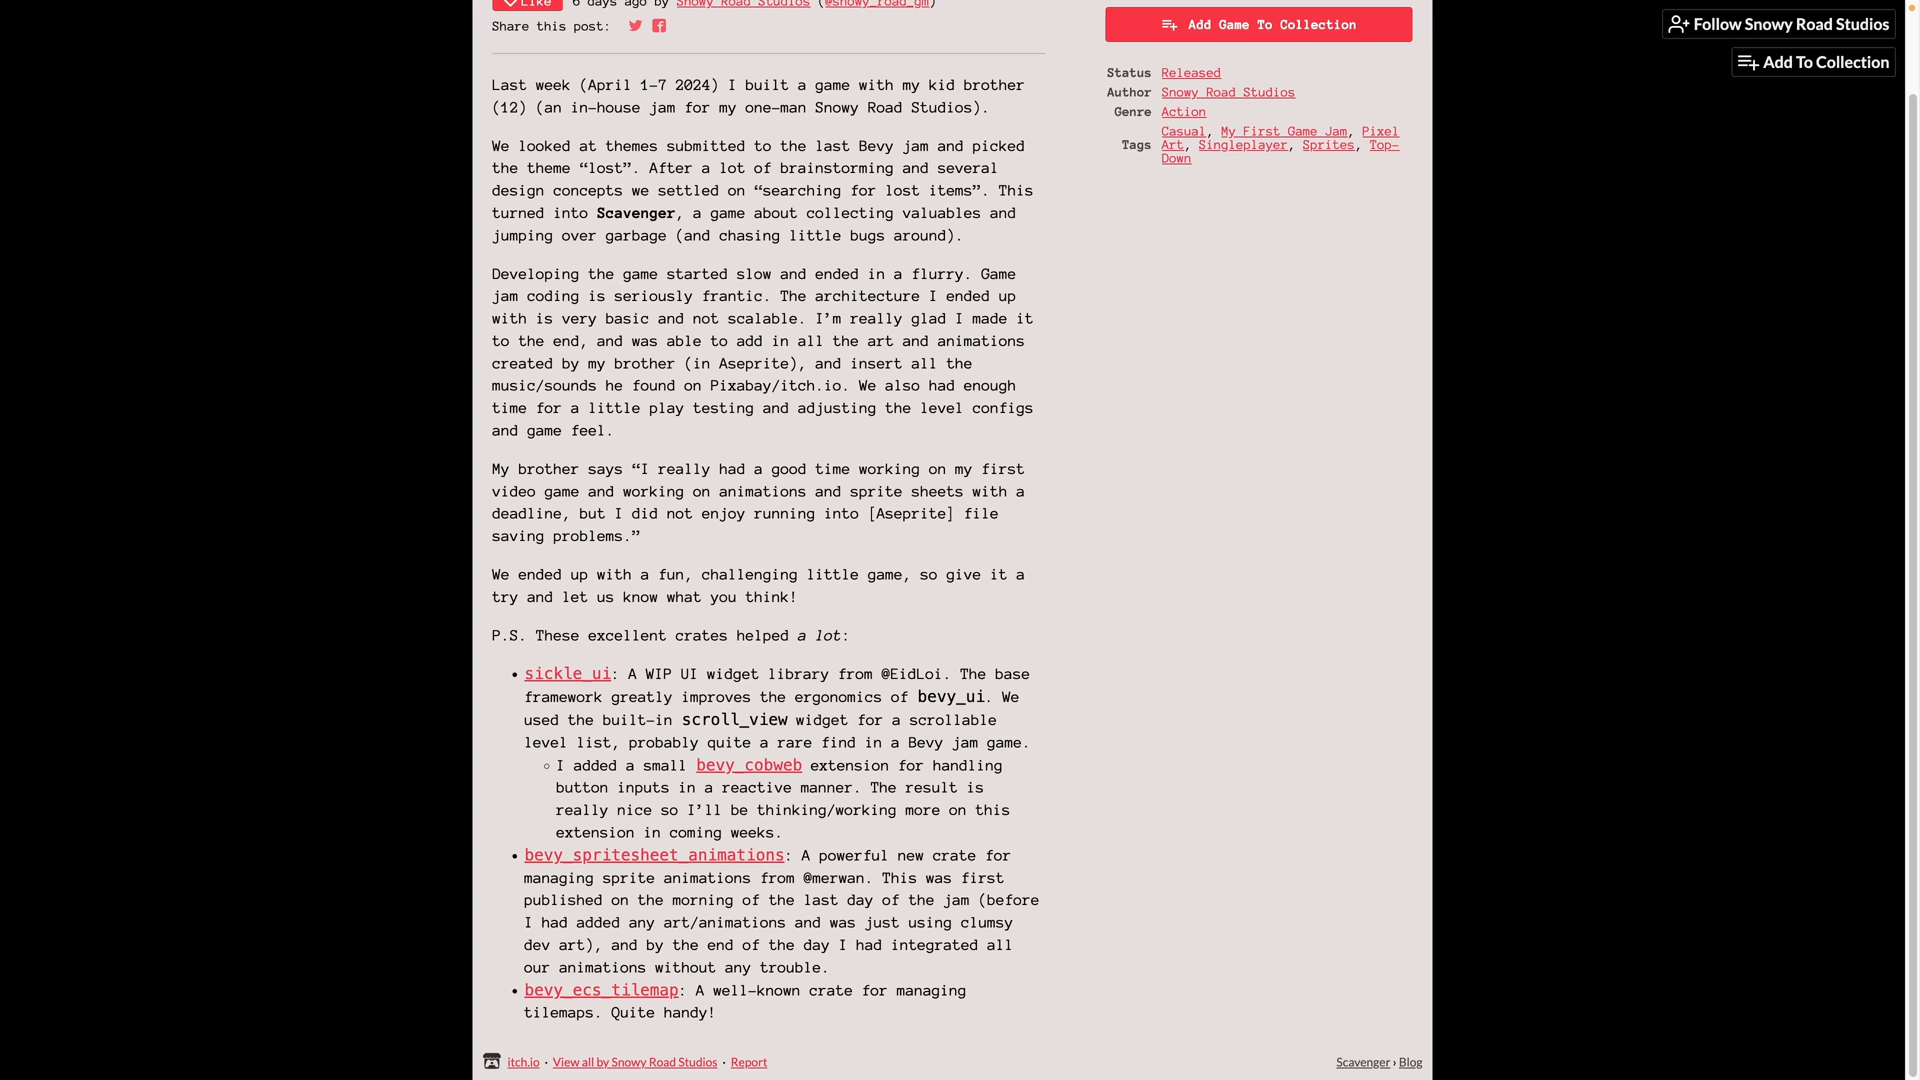 Like 6 days ago by Snowy Road Studios (@snowy_road_gm)
Share this post:
Last week (April 1-7 2024) I built a game with my kid brother
(12) (an in-house jam for my one-man Snowy Road Studios).
We looked at themes submitted to the last Bevy jam and picked
the theme “lost”. After a lot of brainstorming and several
design concepts we settled on “searching for lost items”. This
turned into Scavenger, a game about collecting valuables and
jumping over garbage (and chasing little bugs around).
Developing the game started slow and ended in a flurry. Game
jam coding is seriously frantic. The architecture I ended up
with is very basic and not scalable. I’m really glad I made it
to the end, and was able to add in all the art and animations
created by my brother (in Aseprite), and insert all the
music/sounds he found on Pixabay/itch.io. We also had enough
time for a little play testing and adjusting the level configs
and game feel.
My brother says “I really had a good time working on my first
video game and working on animations and sprite sheets with a
deadline, but I did not enjoy running into [Aseprite] file
saving problems.”
We ended up with a fun, challenging little game, so give it a
try and let us know what you think!
P.S. These excellent crates helped a lot:
• sickle_ui: A WIP UI widget library from @EidLoi. The base
framework greatly improves the ergonomics of bevy_ui. We
used the built-in scroll_view widget for a scrollable
level list, probably quite a rare find in a Bevy jam game.
◦ I added a small bevy_cobweb extension for handling
button inputs in a reactive manner. The result is
really nice so I’ll be thinking/working more on this
extension in coming weeks.
• bevy_spritesheet_animations: A powerful new crate for
managing sprite animations from @merwan. This was first
published on the morning of the last day of the jam (before
I had added any art/animations and was just using clumsy
dev art), and by the end of the day I had integrated all
our animations without any trouble.
• bevy_ecs_tilemap: A well-known crate for managing
tilemaps. Quite handy!
Add Game To Collection
Status Released
Author Snowy Road Studios
Genre Action
Tags Casual, My First Game Jam, Pixel
Art, Singleplayer, Sprites, Top-
Down
Follow Snowy Road Studios
Add To Collection
itch.io · View all by Snowy Road Studios · Report
Scavenger › Blog